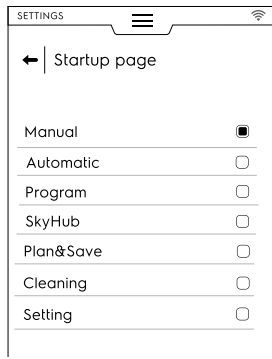 SETTINGS
Startup page
Manual
Automatic
Program
SkyHub
Plan&Save
Cleaning
Setting